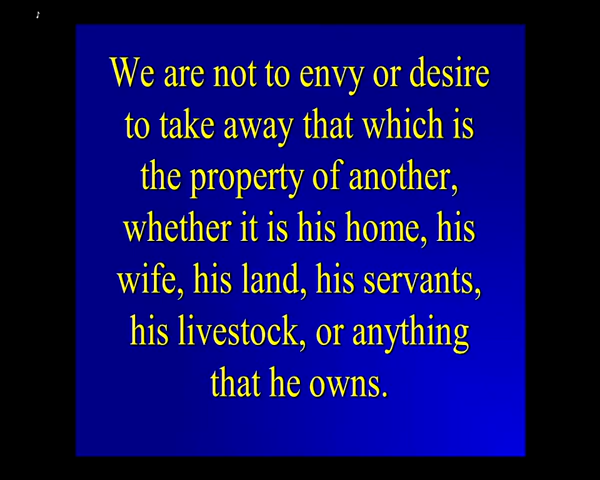 We are not to envy or desire
to take away that which is
the property of another,
whether it is his home, his
wife, his land, his servants,
his livestock, or anything
that he owns.